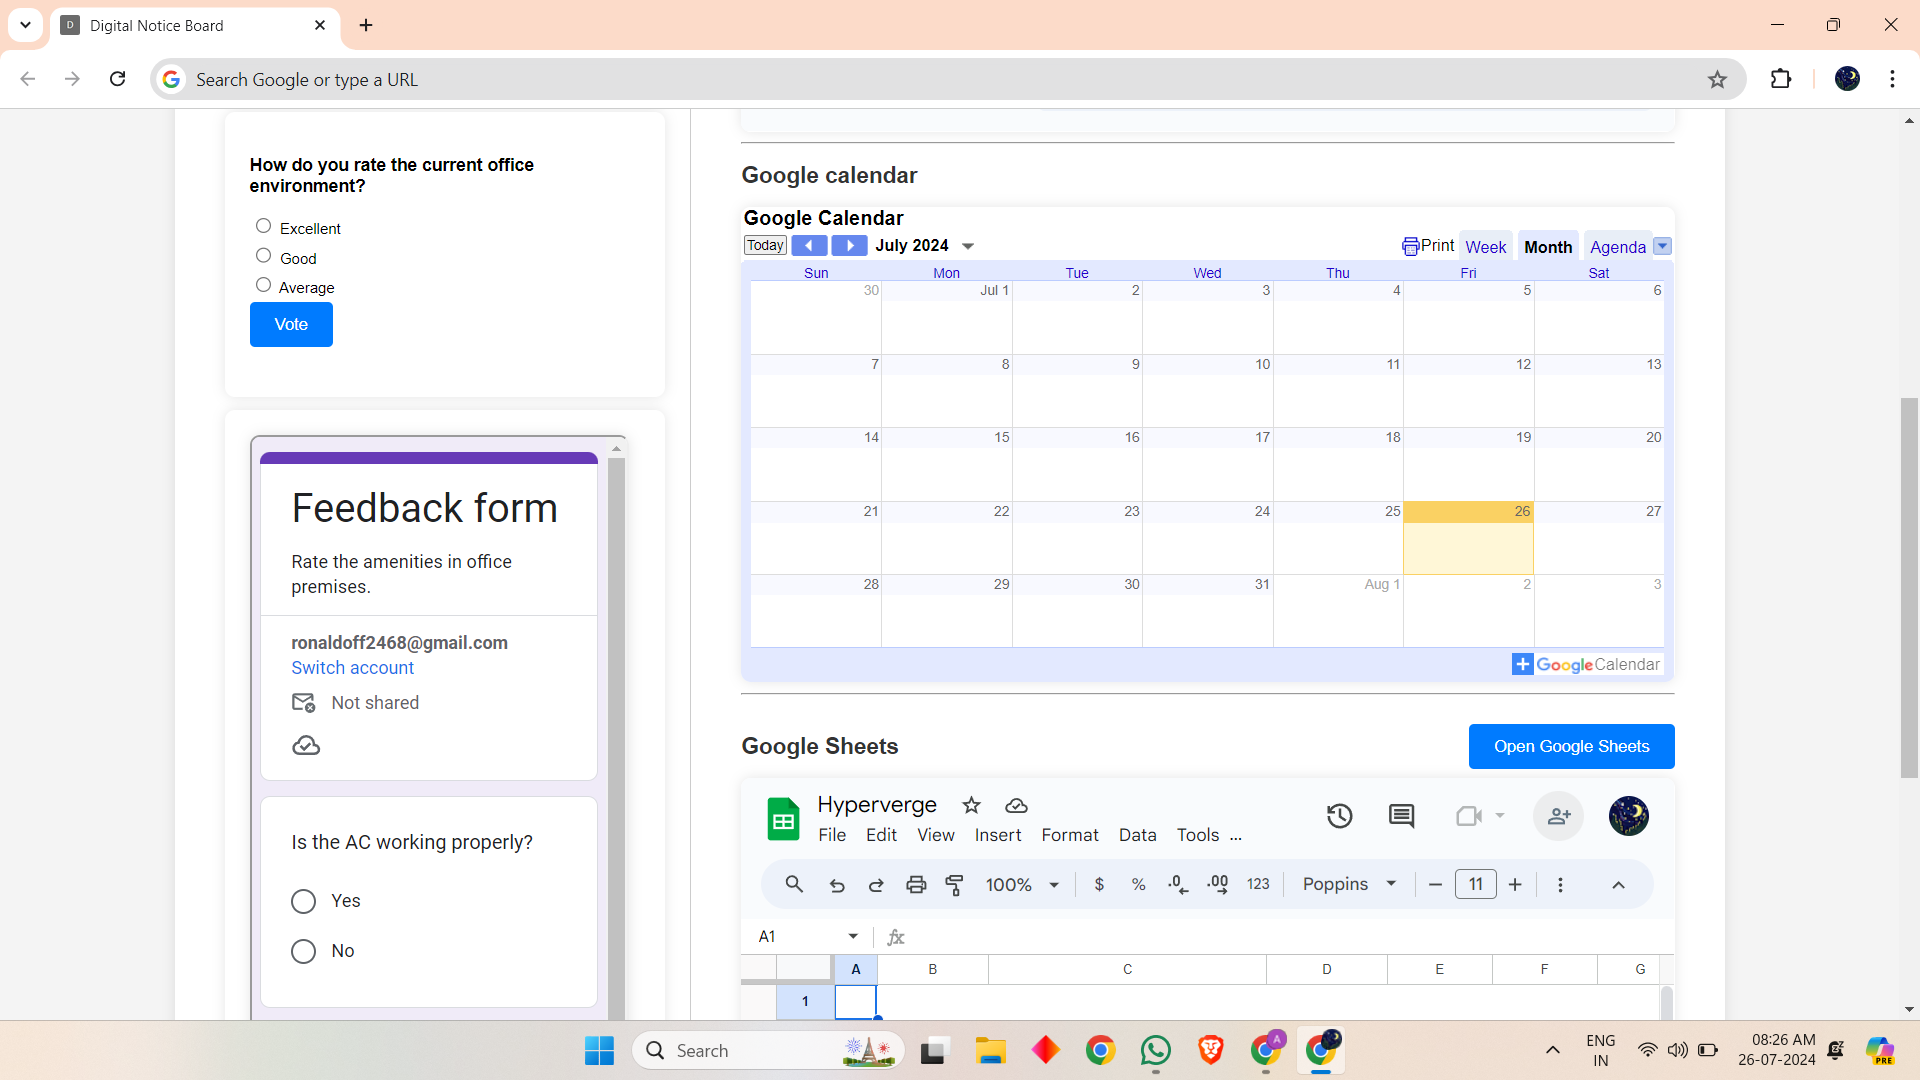 D Digital Notice Board
Search Google or type a URL
How do you rate the current office
environment?
Excellent
Good
Average
Vote
Feedback form
Rate the amenities in office
premises.
ronaldoff2468@gmail.com
Switch account
Not shared
Is the AC working properly?
Yes
No
Google calendar
Google Calendar
Today July 2024 Print Week Month Agenda
Sun Mon Tue Wed Thu Fri Sat
30 Jul 1 2 3 4 5 6
7 8 9 10 11 12 13
14 15 16 17 18 19 20
21 22 23 24 25 26 27
28 29 30 31 Aug 1 2 3
Google Calendar
Google Sheets Open Google Sheets
Hyperverge
File Edit View Insert Format Data Tools ...
100% $ % .0 .00 123 Poppins 11
A1 fx
A B C D E F G
1
Search
A
ENG
IN
08:26 AM
26-07-2024
PRE